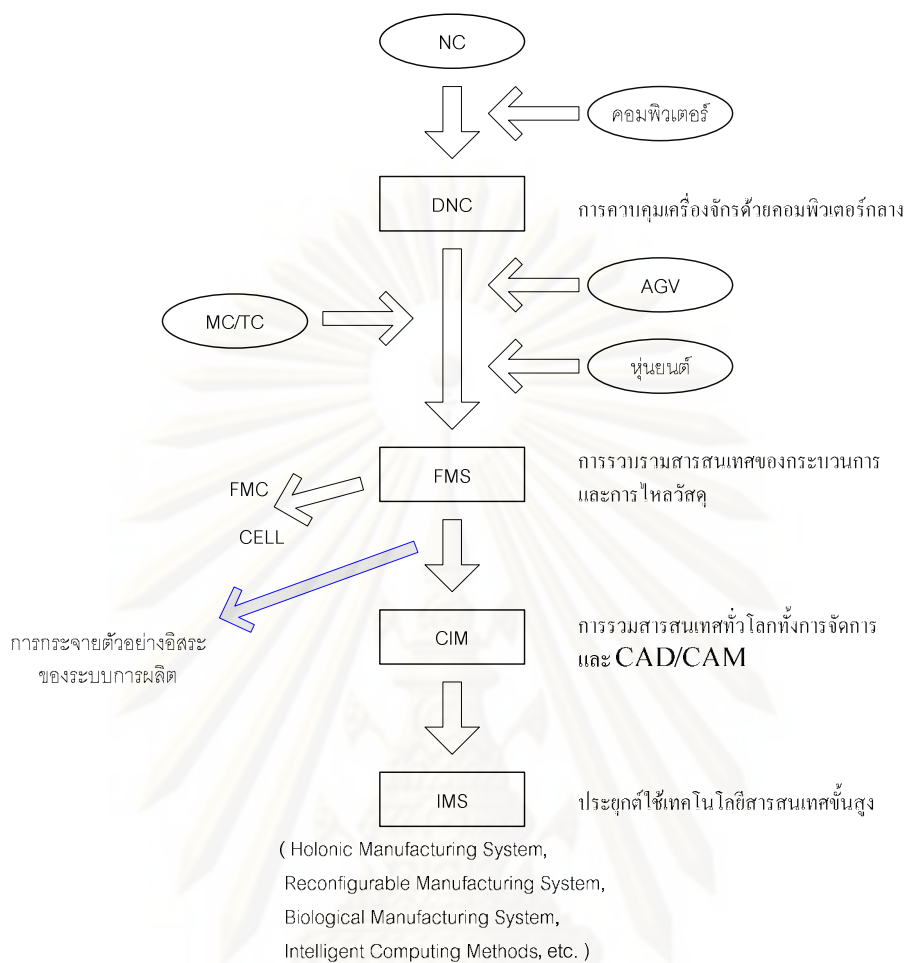 NC
คอมพิวเตอร์
DNC
การควบคุมเครื่องจักรด้วยคอมพิวเตอร์กลาง
AGV
MC/TC
หุ่นยนต์
FMS
การรวบรวมสารสนเทศของกระบวนการ
และการไหลวัสดุ
FMC
CELL
CIM
การรวมสารสนเทศทั่วโลกทั้งการจัดการ
และ CAD/CAM
การกระจายตัวอย่างอิสระ
ของระบบการผลิต
IMS
ประยุกต์ใช้เทคโนโลยีสารสนเทศขั้นสูง
( Holonic Manufacturing System,
Reconfigurable Manufacturing System,
Biological Manufacturing System,
Intelligent Computing Methods, etc. )